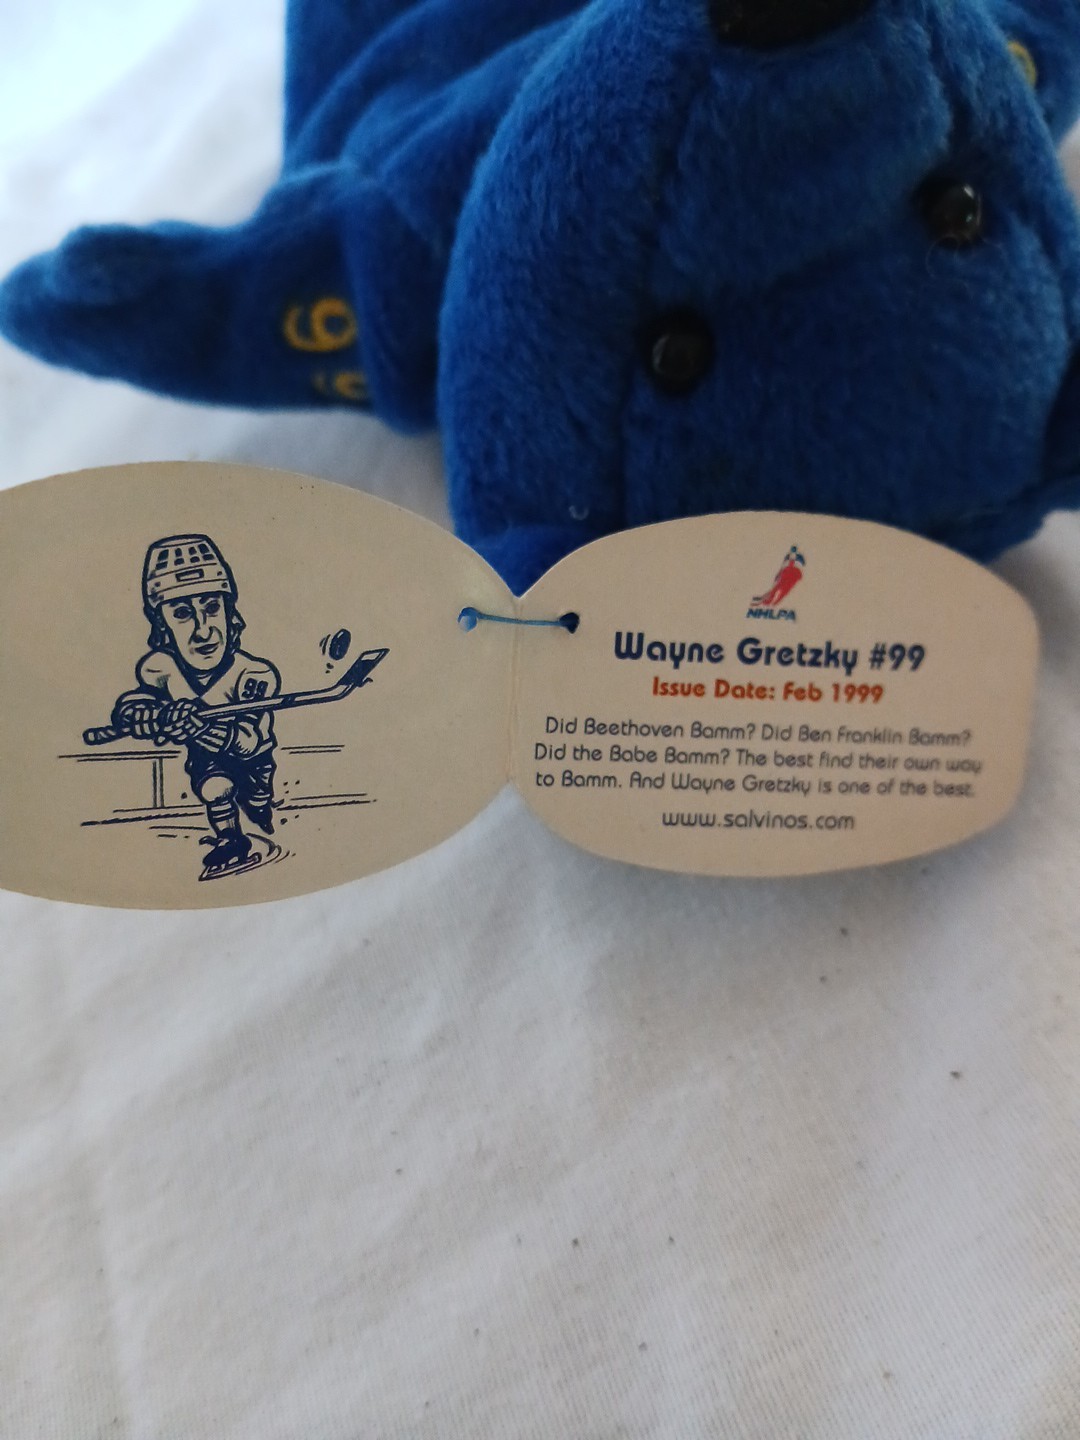 99
99
NHLPA
Wayne Gretzky #99
Issue Date: Feb 1999
Did Beethoven Bamm? Did Ben Franklin Bamm?
Did the Babe Bamm? The best find their own way
to Bamm. And Wayne Gretzky is one of the best.
www.salvinos.com